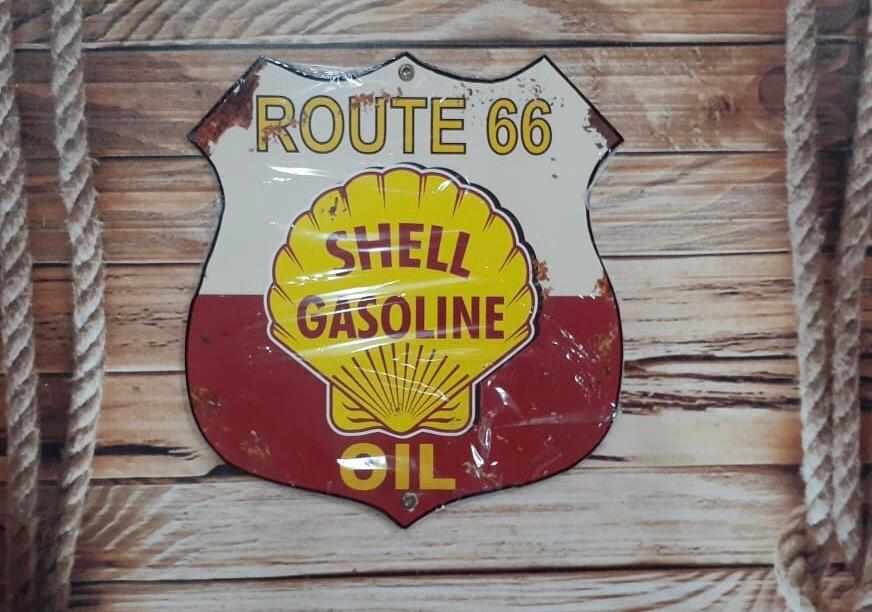 ROUTE 66
SHELL
GASOLINE
OIL